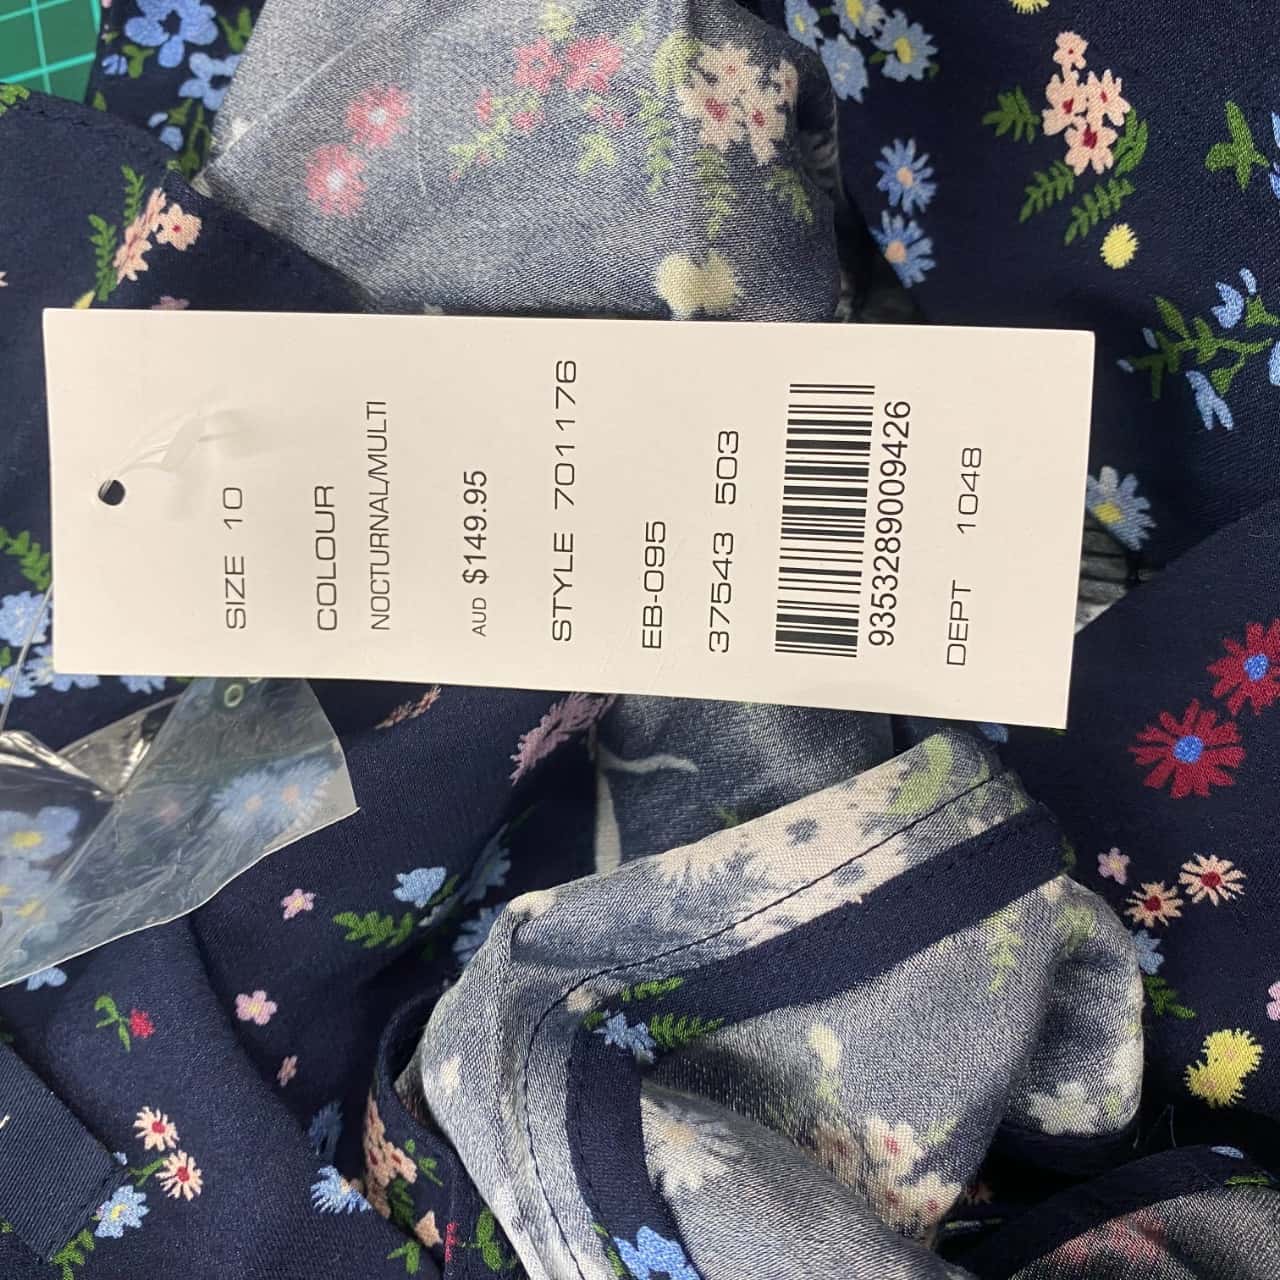 SIZE 10
COLOUR
NOCTURNAL/MULTI
AUD $149.95
STYLE 701176
EB-095
37543 503
9353289009426
DEPT 1048